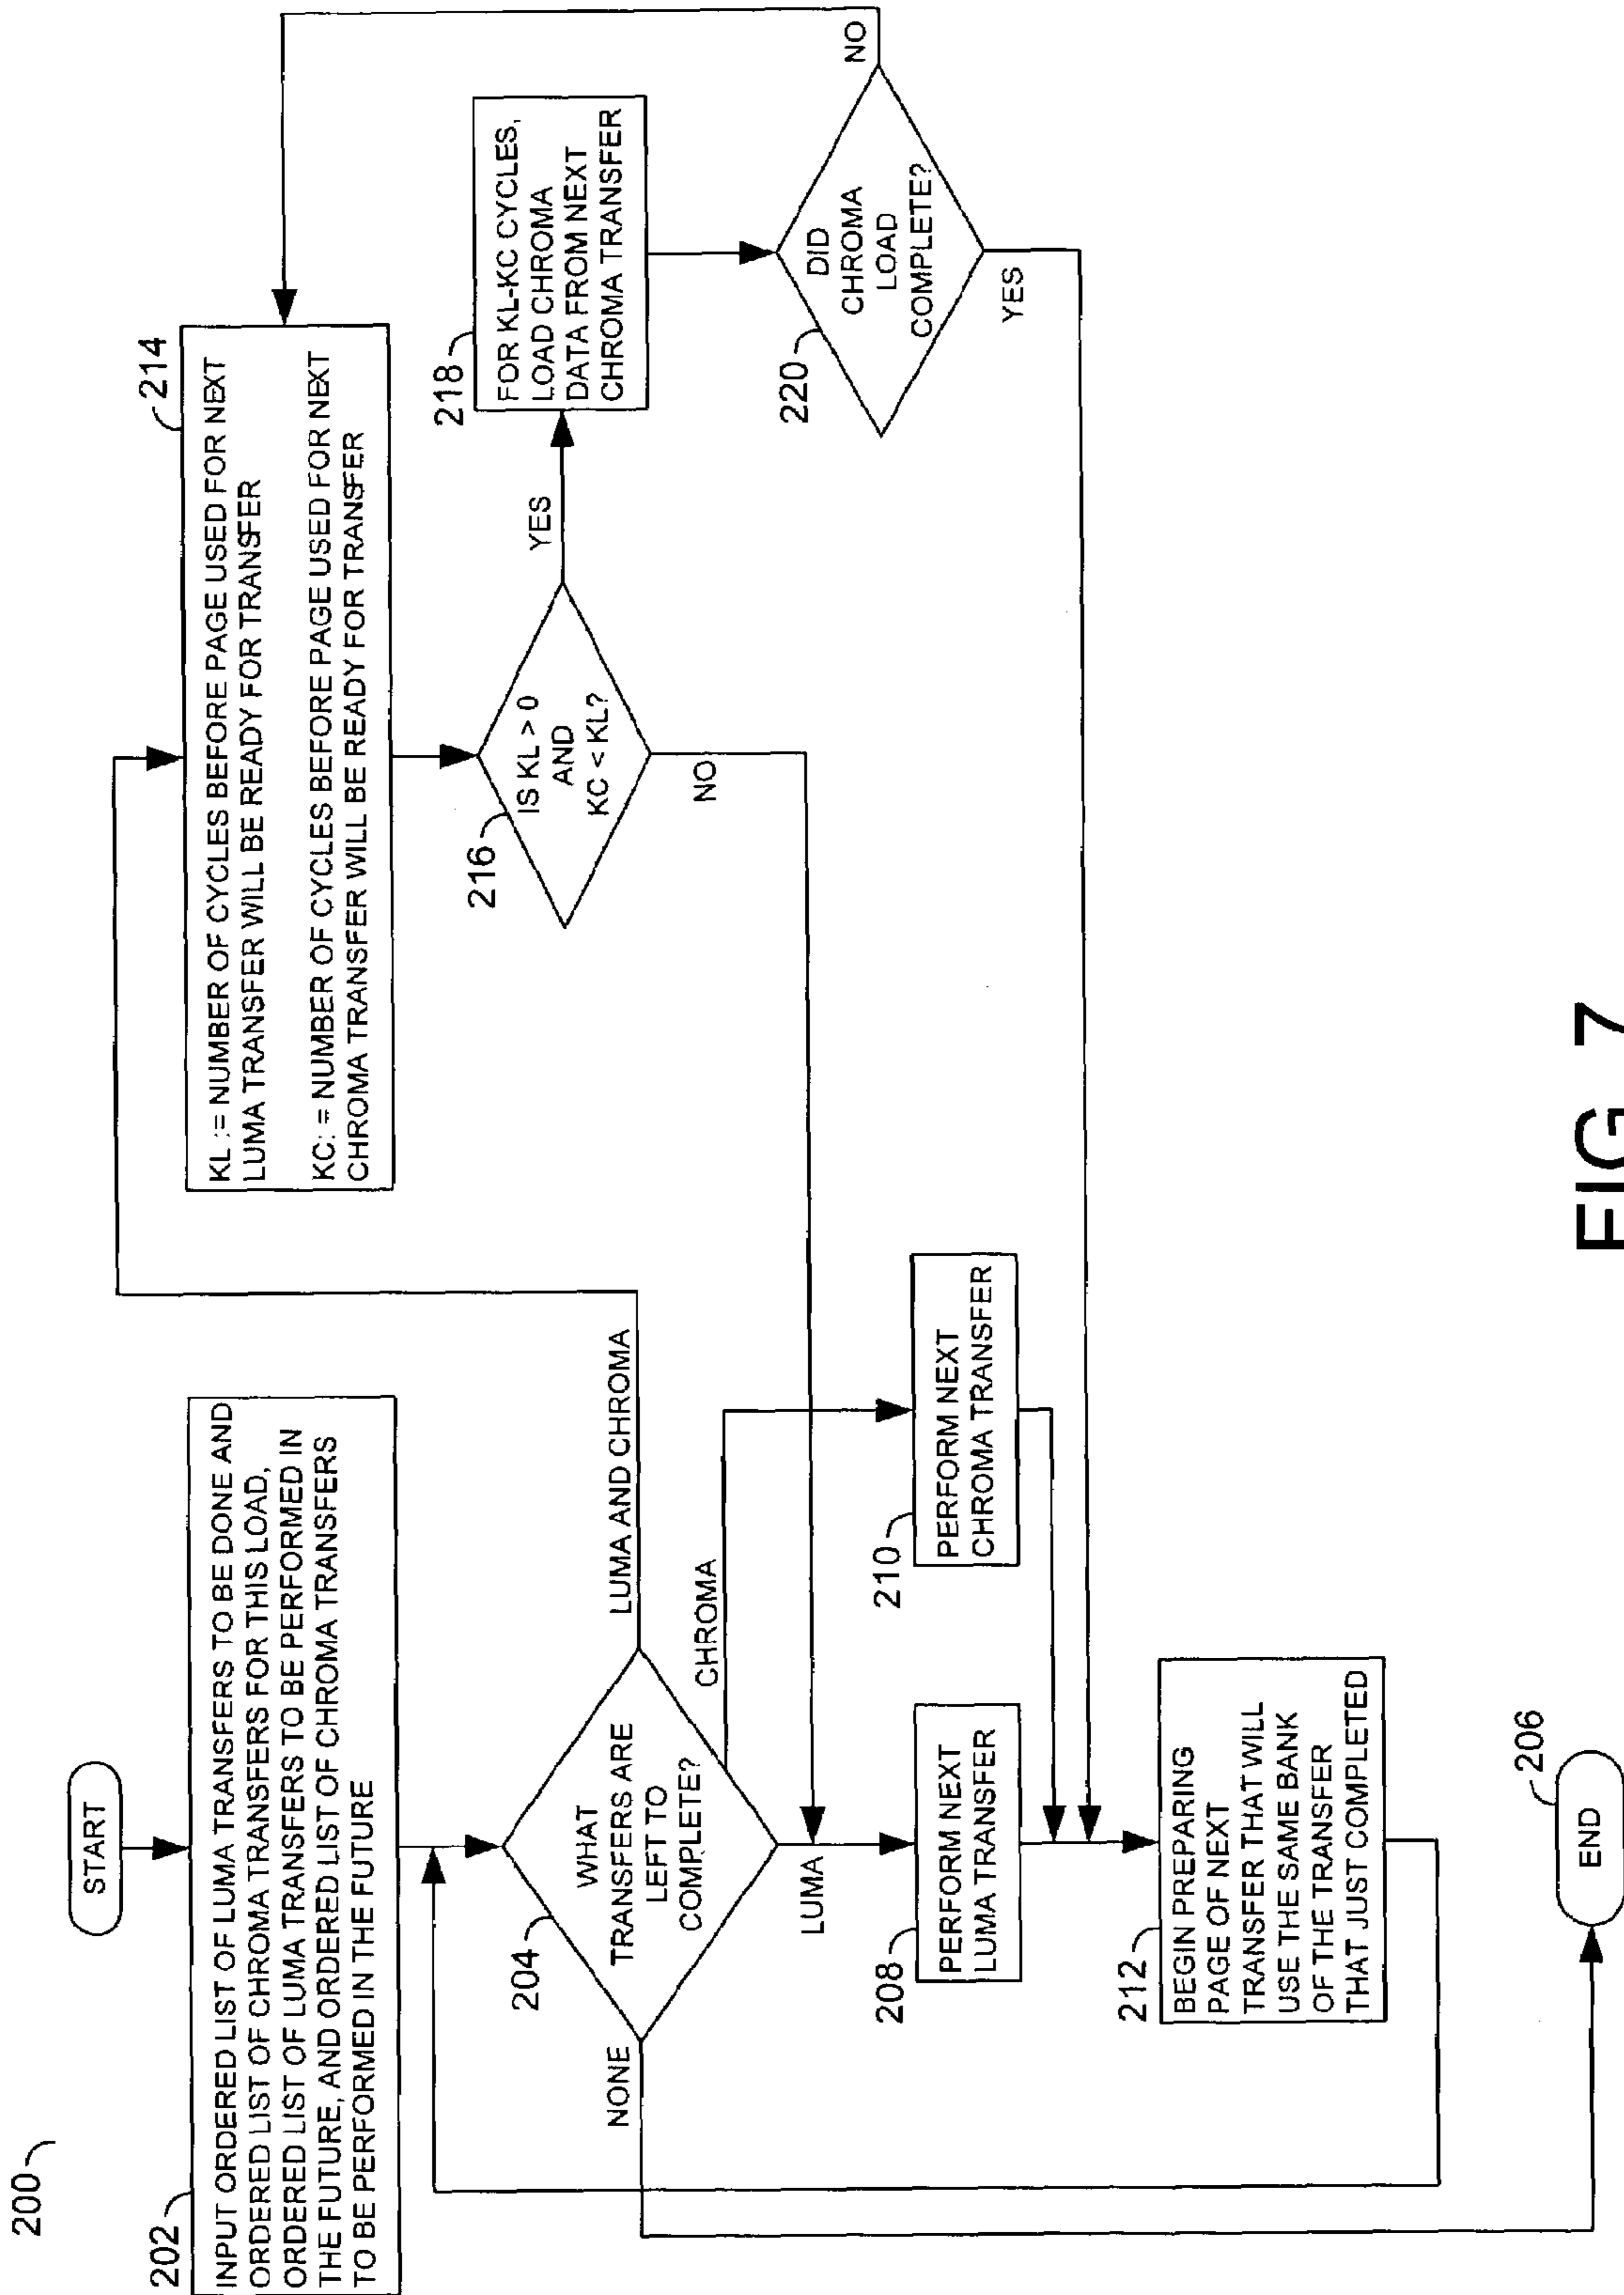 200
START
202
INPUT ORDERED LIST OF LUMA TRANSFERS TO BE DONE AND
ORDERED LIST OF CHROMA TRANSFERS FOR THIS LOAD,
ORDERED LIST OF LUMA TRANSFERS TO BE PERFORMED IN
THE FUTURE, AND ORDERED LIST OF CHROMA TRANSFERS
TO BE PERFORMED IN THE FUTURE
204
WHAT
TRANSFERS ARE
LEFT TO
COMPLETE?
NONE
LUMA
CHROMA
LUMA AND CHROMA
208
PERFORM NEXT
LUMA TRANSFER
210
PERFORM NEXT
CHROMA TRANSFER
212
BEGIN PREPARING
PAGE OF NEXT
TRANSFER THAT WILL
USE THE SAME BANK
OF THE TRANSFER
THAT JUST COMPLETED
206
END
214
KL := NUMBER OF CYCLES BEFORE PAGE USED FOR NEXT
LUMA TRANSFER WILL BE READY FOR TRANSFER
KC: = NUMBER OF CYCLES BEFORE PAGE USED FOR NEXT
CHROMA TRANSFER WILL BE READY FOR TRANSFER
216
IS KL > 0
AND
KC < KL?
YES
NO
218
FOR KL-KC CYCLES,
LOAD CHROMA
DATA FROM NEXT
CHROMA TRANSFER
220
DID
CHROMA
LOAD
COMPLETE?
NO
YES
FIG 7